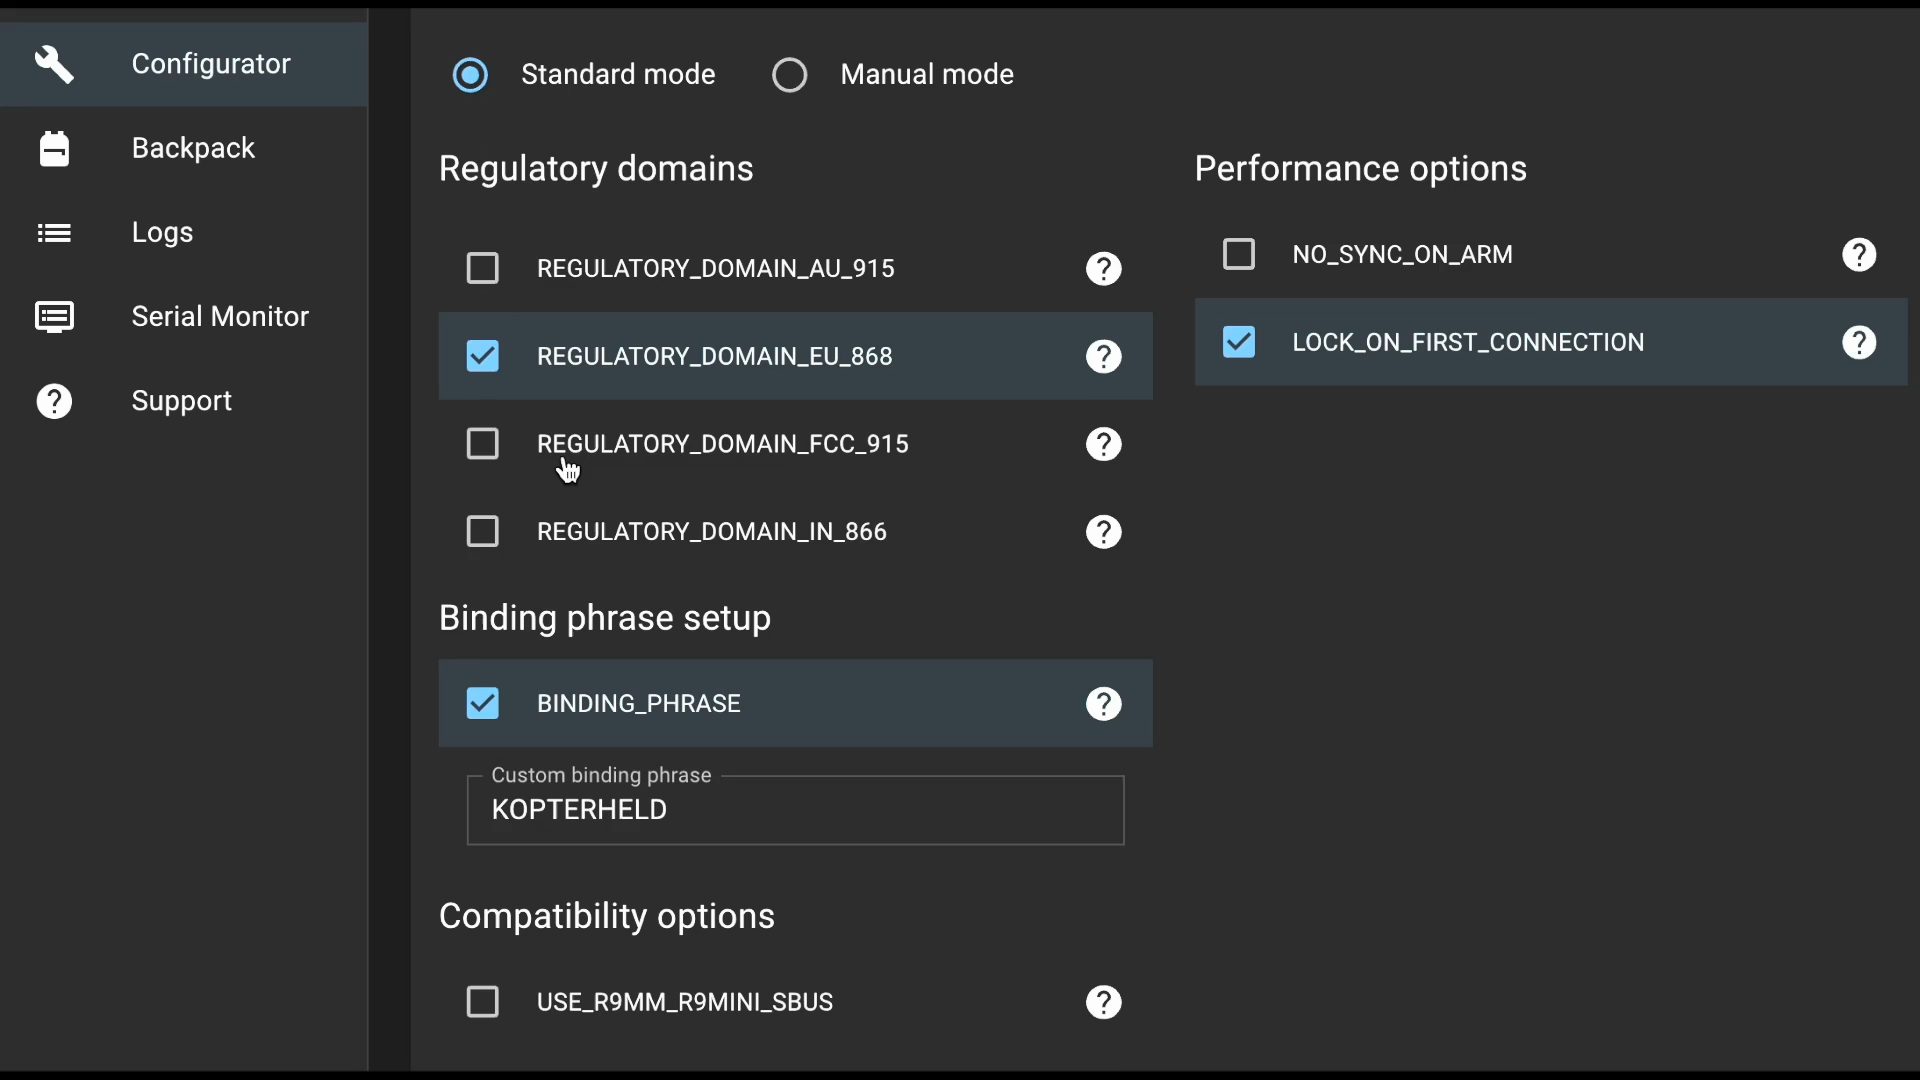 Configurator
Backpack
Logs
Serial Monitor
Support
Standard mode
Manual mode
Regulatory domains
REGULATORY_DOMAIN_AU_915
REGULATORY_DOMAIN_EU_868
REGULATORY_DOMAIN_FCC_915
REGULATORY_DOMAIN_IN_866
Binding phrase setup
BINDING_PHRASE
Custom binding phrase
KOPTERHELD
Compatibility options
USE_R9MM_R9MINI_SBUS
Performance options
NO_SYNC_ON_ARM
LOCK_ON_FIRST_CONNECTION